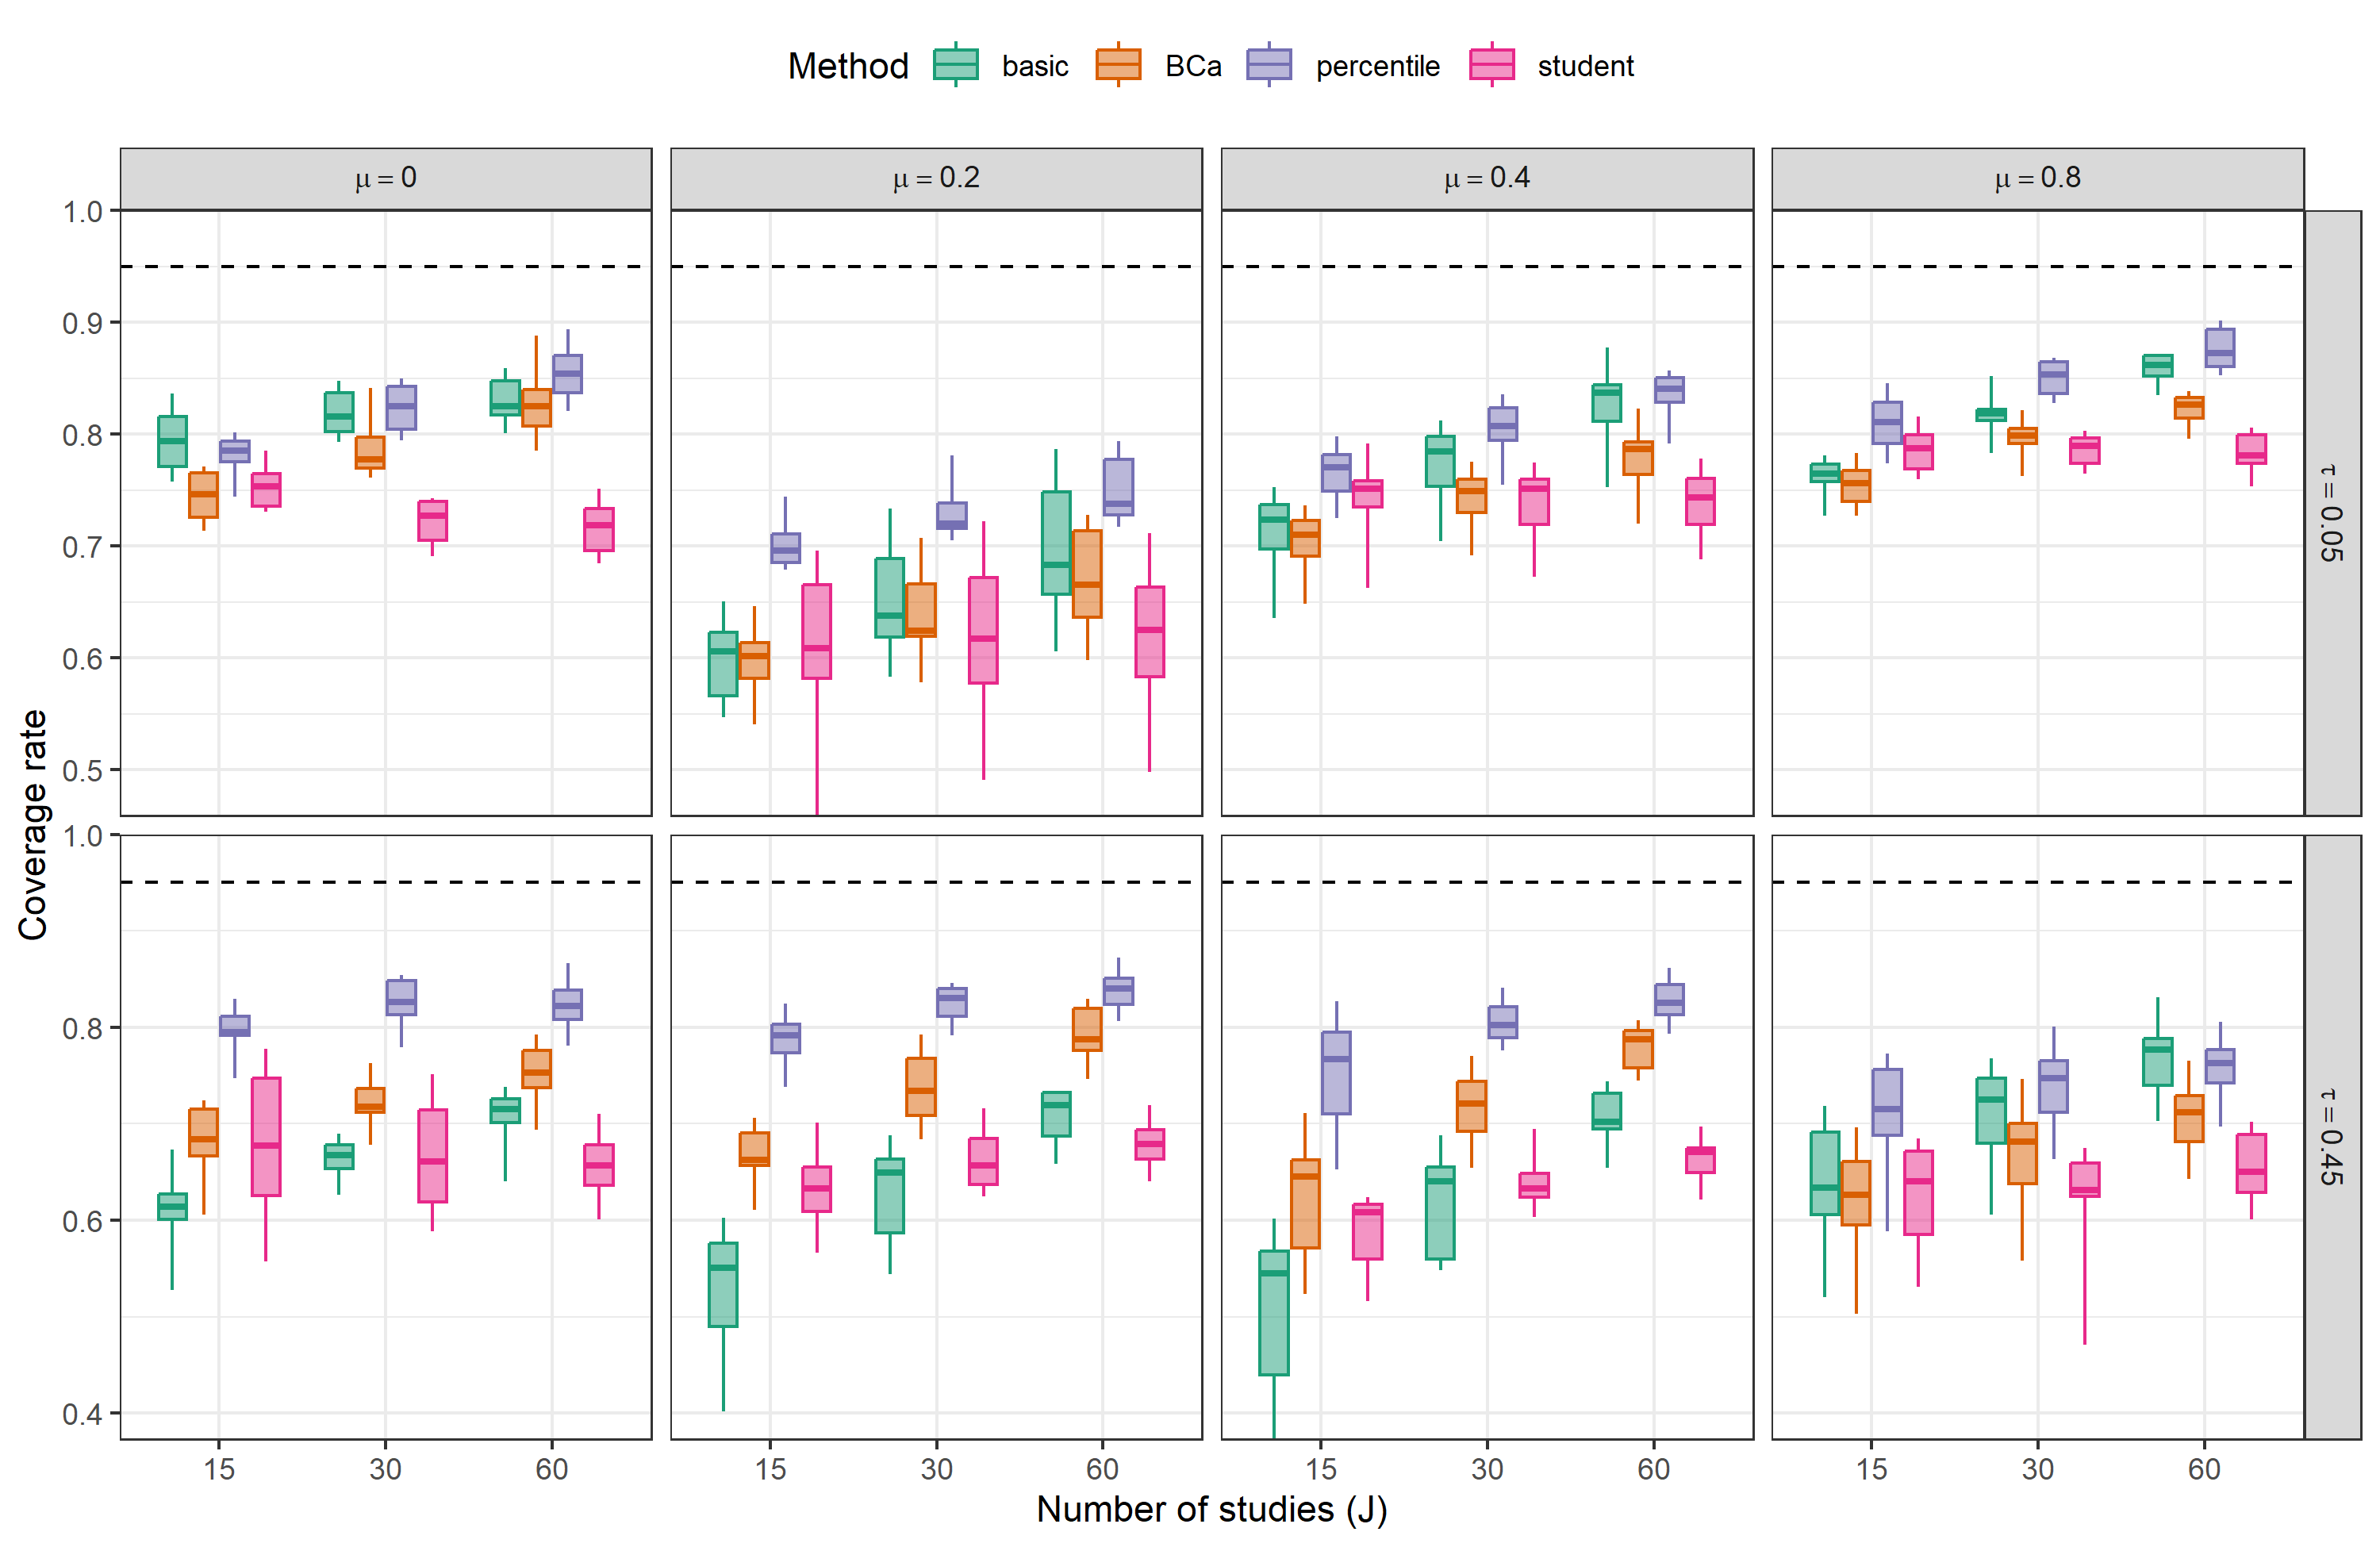 Method basic BCa percentile student
μ = 0 μ = 0.2 μ = 0.4 μ = 0.8
1.0
0.9
0.8
0.7
0.6
0.5
τ = 0.05
Coverage rate
1.0
0.8
0.6
0.4
τ = 0.45
15 30 60 15 30 60 15 30 60 15 30 60
Number of studies (J)